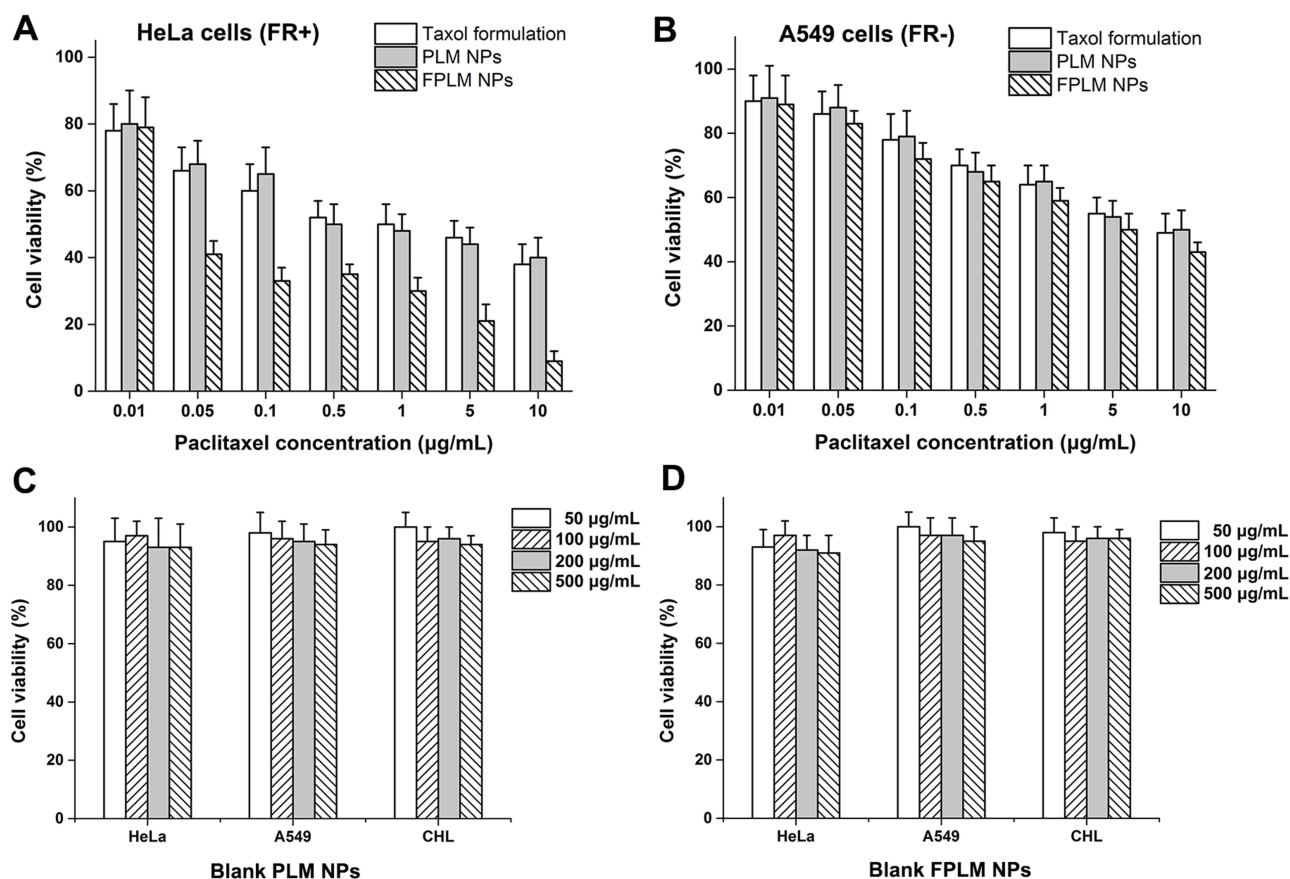 A
HeLa cells (FR+)
Taxol formulation
PLM NPs
FPLM NPs
Cell viability (%)
100
80
60
40
20
0
0.01 0.05 0.1 0.5 1 5 10
Paclitaxel concentration (µg/mL)
B
A549 cells (FR-)
Taxol formulation
PLM NPs
FPLM NPs
Cell viability (%)
100
80
60
40
20
0
0.01 0.05 0.1 0.5 1 5 10
Paclitaxel concentration (µg/mL)
C
50 µg/mL
100 µg/mL
200 µg/mL
500 µg/mL
Cell viability (%)
100
80
60
40
20
0
HeLa A549 CHL
Blank PLM NPs
D
50 µg/mL
100 µg/mL
200 µg/mL
500 µg/mL
Cell viability (%)
100
80
60
40
20
0
HeLa A549 CHL
Blank FPLM NPs